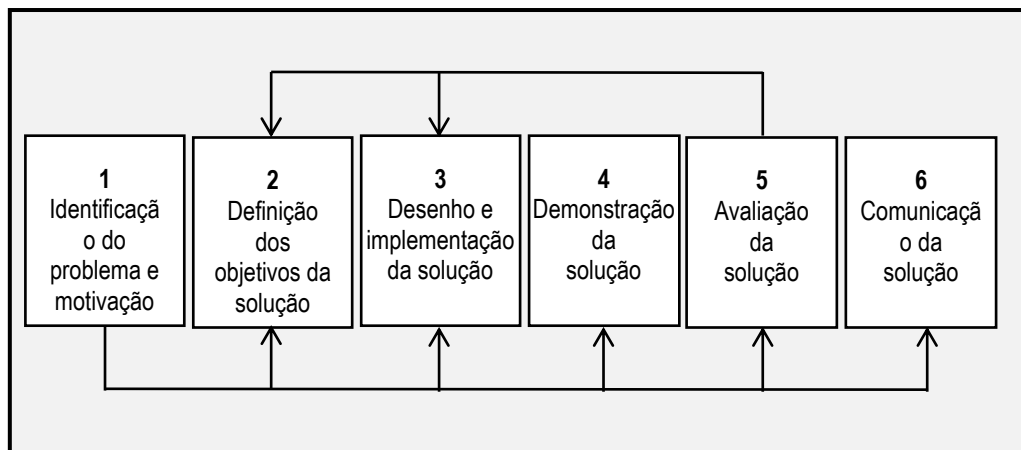 1
Identificaçã
o do
problema e
motivação
2
Definição
dos
objetivos da
solução
3
Desenho e
implementação
da solução
4
Demonstração
da
solução
5
Avaliação
da
solução
6
Comunicaçã
o da
solução